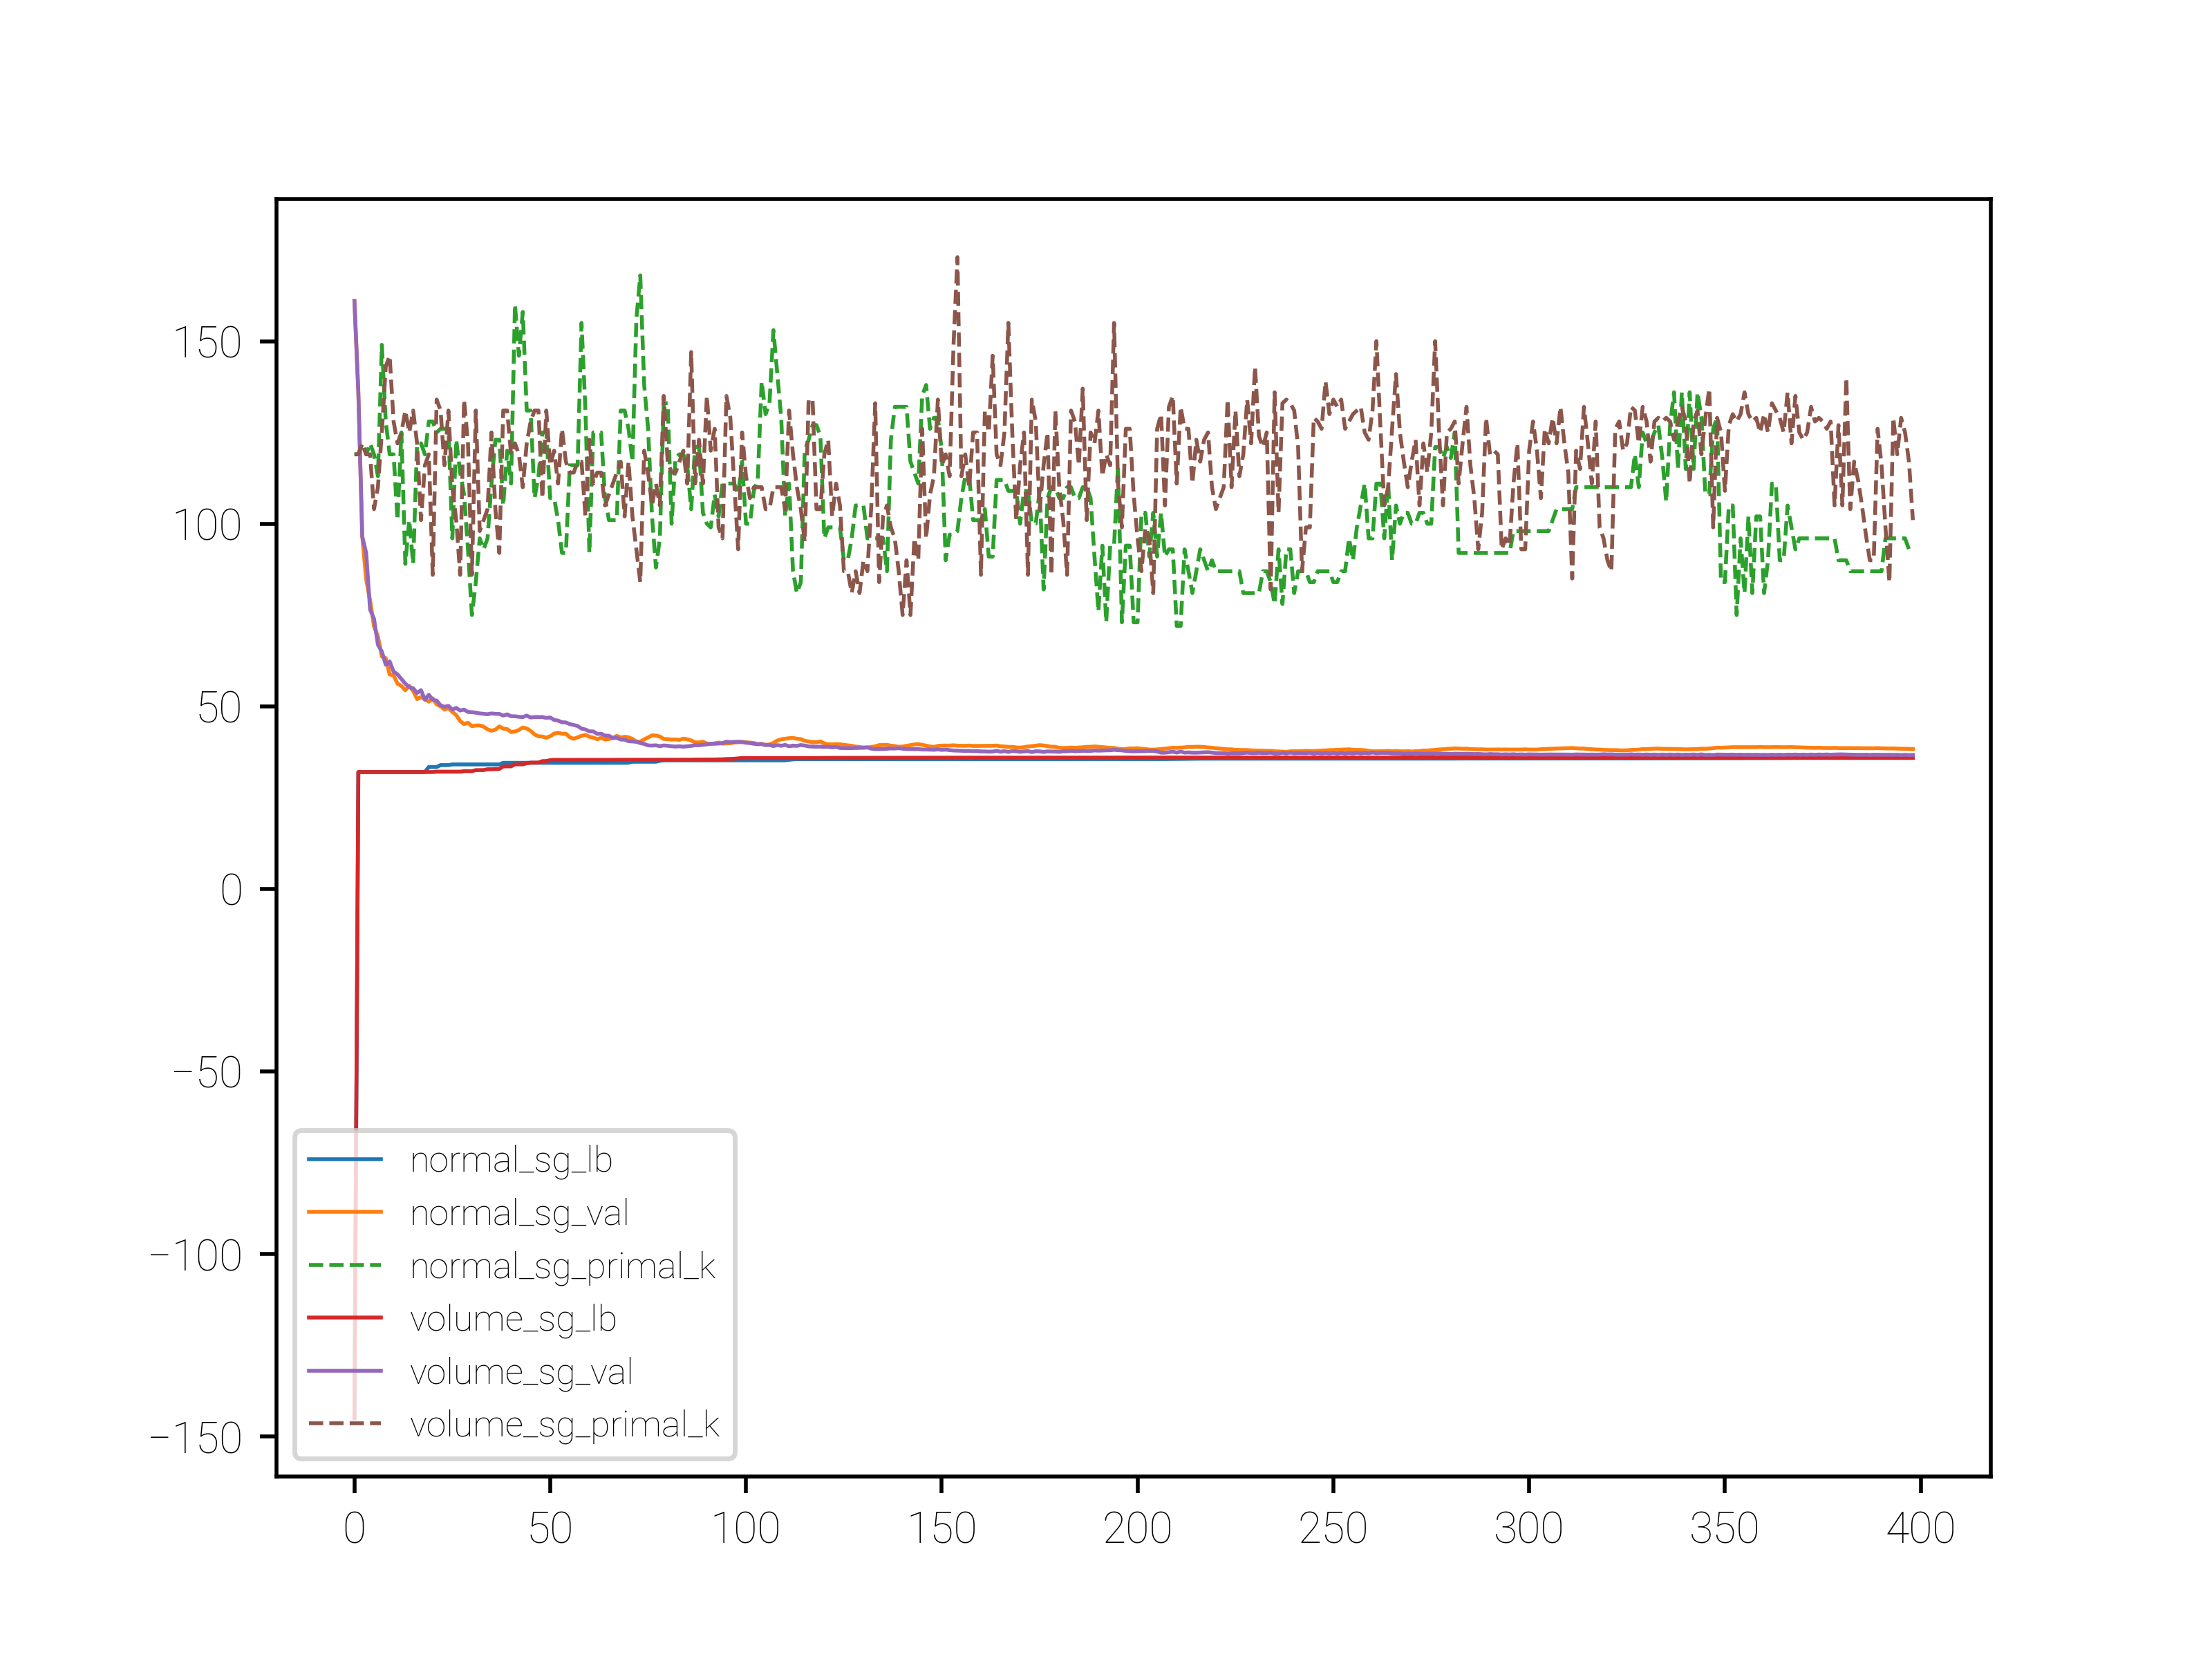 150
100
50
0
−50
−100
−150
normal_sg_lb
normal_sg_val
normal_sg_primal_k
volume_sg_lb
volume_sg_val
volume_sg_primal_k
0 50 100 150 200 250 300 350 400